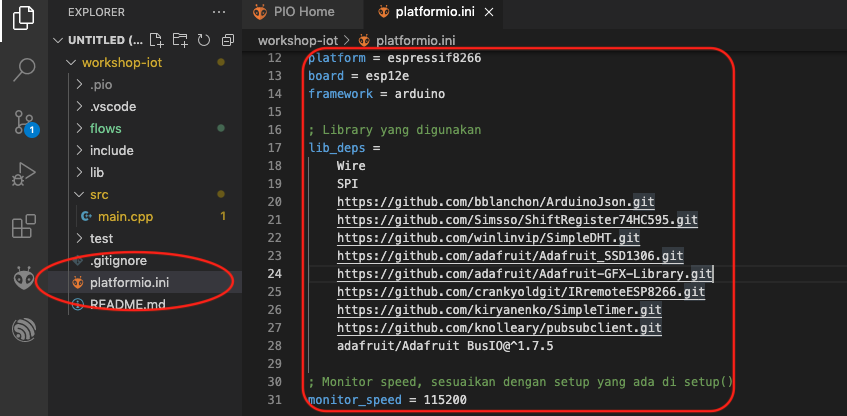 EXPLORER
PIO Home
platformio.ini
UNTITLED (...
workshop-iot > platformio.ini
workshop-iot
.pio
.vscode
flows
include
lib
src
main.cpp 1
test
.gitignore
platformio.ini
README.md
1
12 platform = espressif8266
13 board = esp12e
14 framework = arduino
15
16 ; Library yang digunakan
17 lib_deps =
18 Wire
19 SPI
20 https://github.com/bblanchon/ArduinoJson.git
21 https://github.com/Simsso/ShiftRegister74HC595.git
22 https://github.com/winlinvip/SimpleDHT.git
23 https://github.com/adafruit/Adafruit_SSD1306.git
24 https://github.com/adafruit/Adafruit-GFX-Library.git
25 https://github.com/crankyoldgit/IRremoteESP8266.git
26 https://github.com/kiryanenko/SimpleTimer.git
27 https://github.com/knolleary/pubsubclient.git
28 adafruit/Adafruit BusIO@^1.7.5
29
30 ; Monitor speed, sesuaikan dengan setup yang ada di setup()
31 monitor_speed = 115200